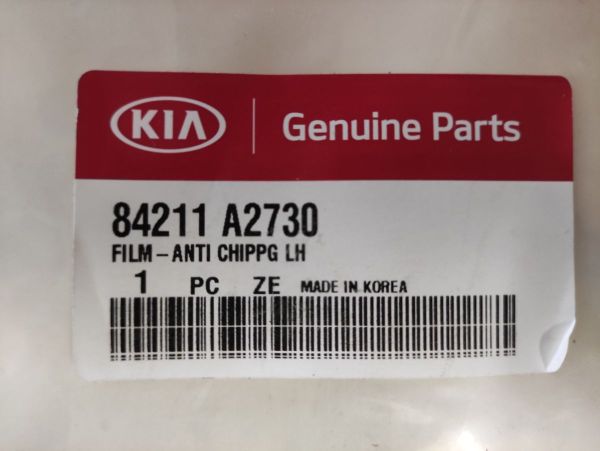 KIA Genuine Parts
84211 A2730
FILM-ANTI CHIPPG LH
1 PC ZE MADE IN KOREA